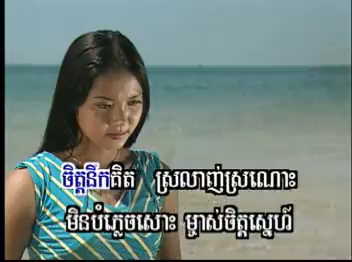 ចិត្តនឹកគិត ស្រលាញ់ស្រណោះ
មិនបំភ្លេចសោះ ម្ចាស់ចិត្តស្នេហ៍